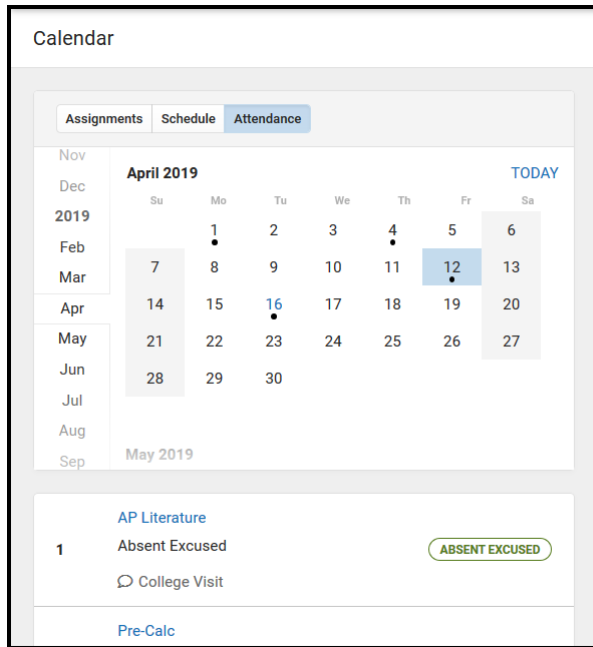 Calendar
Assignments Schedule Attendance
Nov
Dec
2019
Feb
Mar
Apr
May
Jun
Jul
Aug
Sep
April 2019 TODAY
Su Mo Tu We Th Fr Sa
1 2 3 4 5 6
7 8 9 10 11 12 13
14 15 16 17 18 19 20
21 22 23 24 25 26 27
28 29 30
May 2019
AP Literature
1 Absent Excused ABSENT EXCUSED
College Visit
Pre-Calc